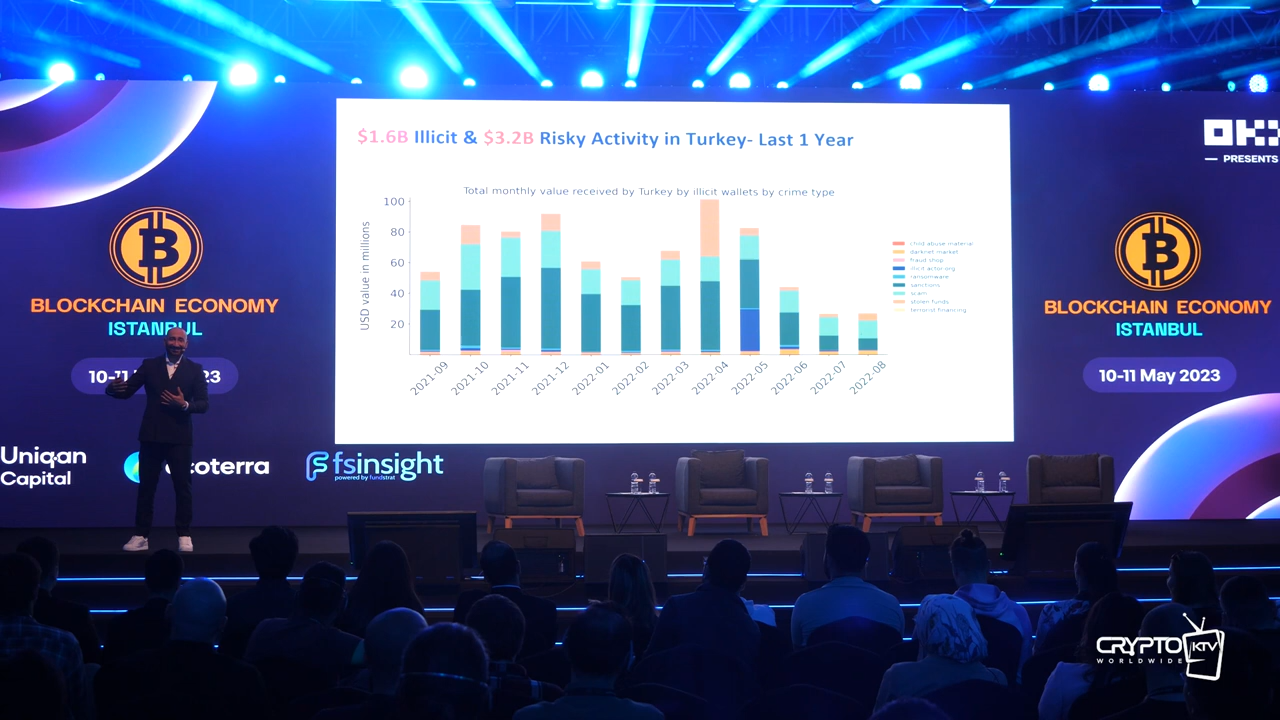 $1.6B Illicit & $3.2B Risky Activity in Turkey- Last 1 Year
Total monthly value received by Turkey by illicit wallets by crime type
USD value in millions
100
80
60
40
20
2021-09
2021-10
2021-11
2021-12
2022-01
2022-02
2022-03
2022-04
2022-05
2022-06
2022-07
2022-08
child abuse material
darknet market
fraud shop
illicit actor-org
ransomware
sanctions
scam
stolen funds
terrorist financing
BLOCKCHAIN ECONOMY
ISTANBUL
Uniqan
Capital
coterra
fsinsight
powered by fundstrat
PRESENTS
BLOCKCHAIN ECONOMY
ISTANBUL
10-11 May 2023
CRYPTO KTV
WORLDWIDE